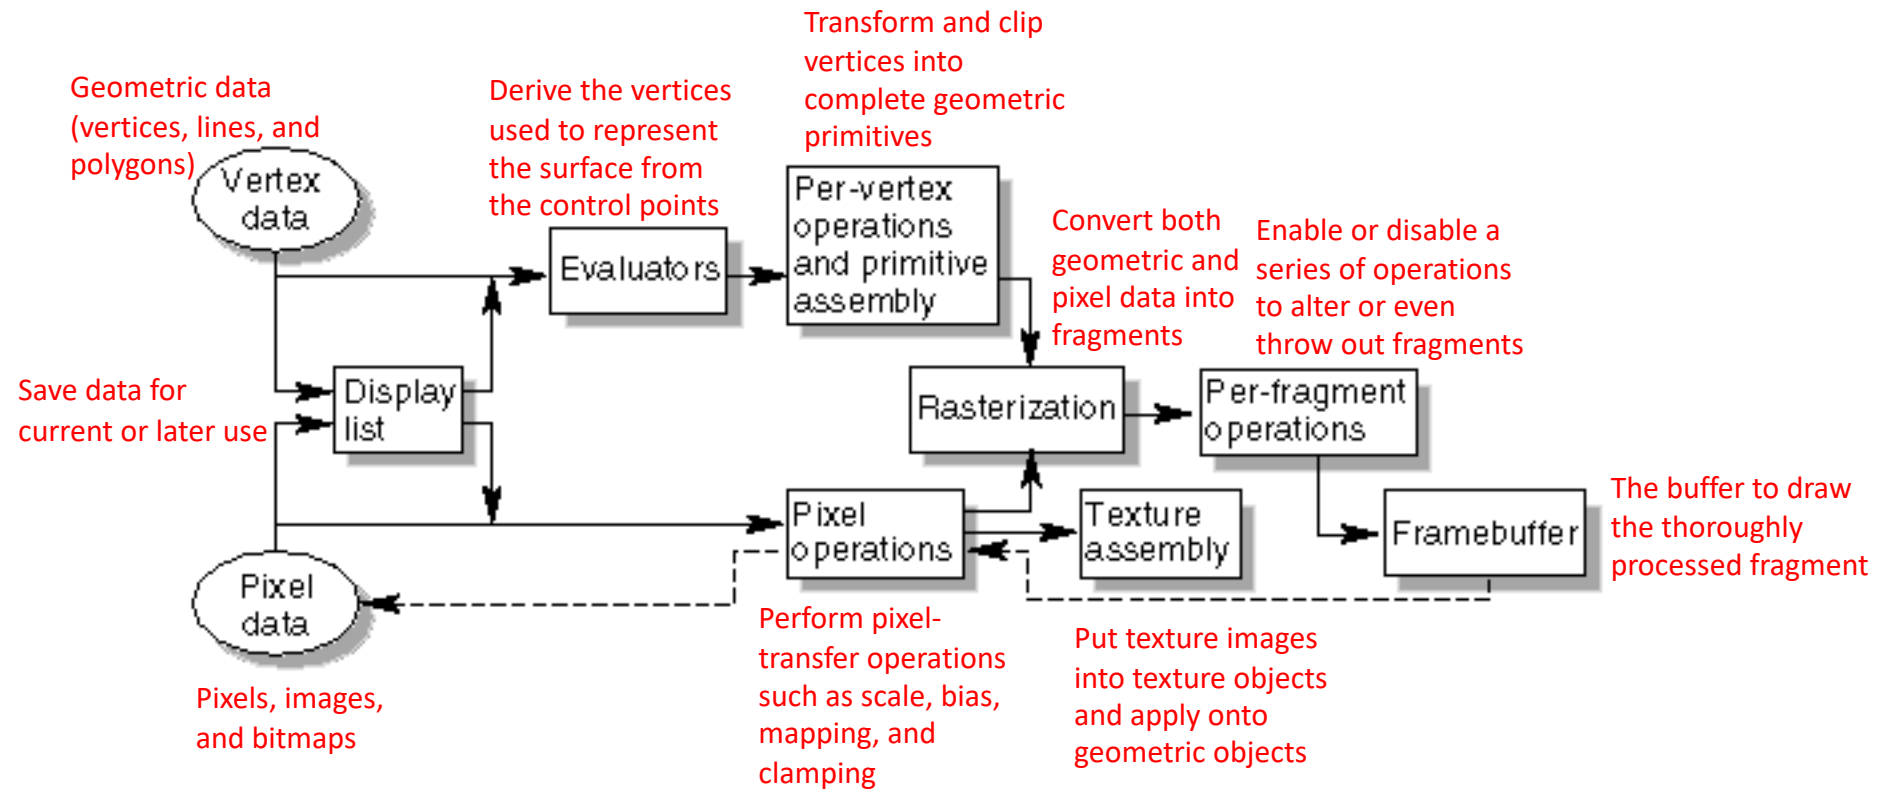 Transform and clip
vertices into
complete geometric
primitives
Geometric data
(vertices, lines, and
polygons)
Derive the vertices
used to represent
the surface from
the control points
Vertex
data
Per-vertex
operations
and primitive
assembly
Evaluators
Convert both
geometric and
pixel data into
fragments
Enable or disable a
series of operations
to alter or even
throw out fragments
Save data for
current or later use
Display
list
Rasterization
Per-fragment
operations
Pixel
operations
Texture
assembly
Framebuffer
The buffer to draw
the thoroughly
processed fragment
Pixel
data
Pixels, images,
and bitmaps
Perform pixel-
transfer operations
such as scale, bias,
mapping, and
clamping
Put texture images
into texture objects
and apply onto
geometric objects